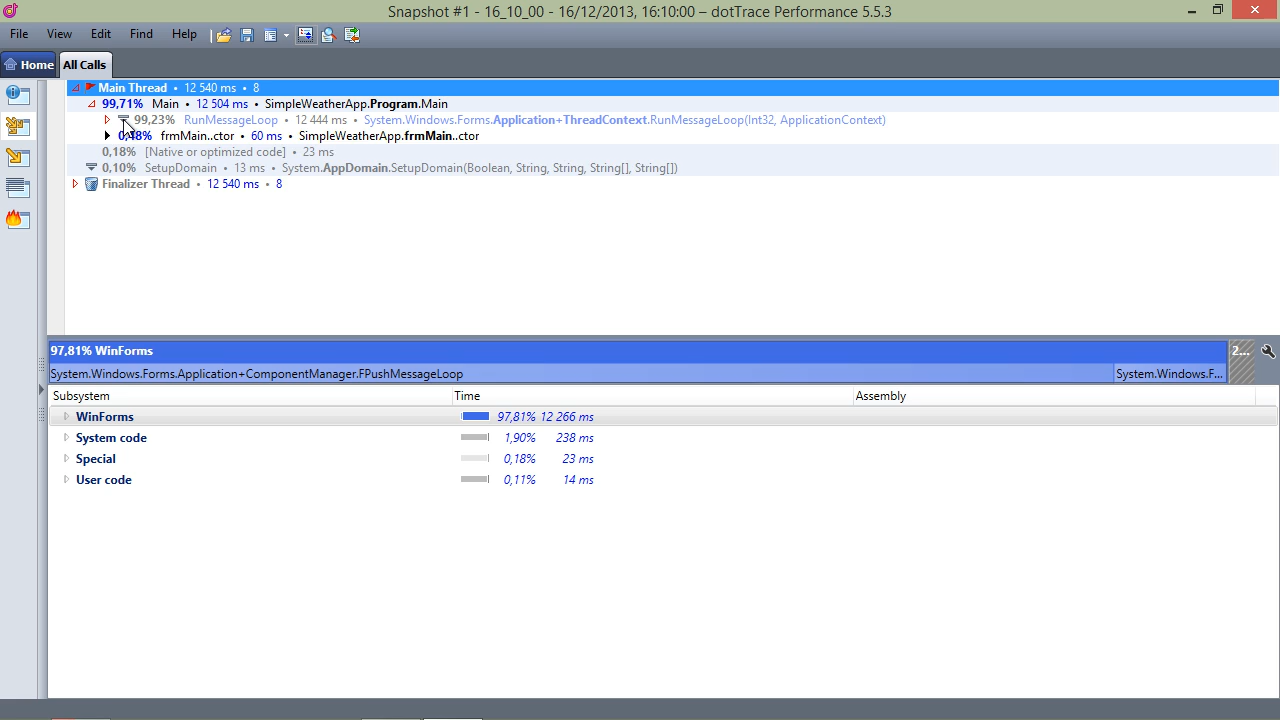 Snapshot #1 - 16_10_00 - 16/12/2013, 16:10:00 – dotTrace Performance 5.5.3
File View Edit Find Help
Home All Calls
Main Thread • 12 540 ms • 8
99,71% Main • 12 504 ms • SimpleWeatherApp.Program.Main
99,23% RunMessageLoop • 12 444 ms • System.Windows.Forms.Application+ThreadContext.RunMessageLoop(Int32, ApplicationContext)
0,48% frmMain..ctor • 60 ms • SimpleWeatherApp.frmMain..ctor
0,18% [Native or optimized code] • 23 ms
0,10% SetupDomain • 13 ms • System.AppDomain.SetupDomain(Boolean, String, String, String[], String[])
Finalizer Thread • 12 540 ms • 8
97,81% WinForms 2...
System.Windows.Forms.Application+ComponentManager.FPushMessageLoop System.Windows.F...
Subsystem Time Assembly
WinForms 97,81% 12 266 ms
System code 1,90% 238 ms
Special 0,18% 23 ms
User code 0,11% 14 ms